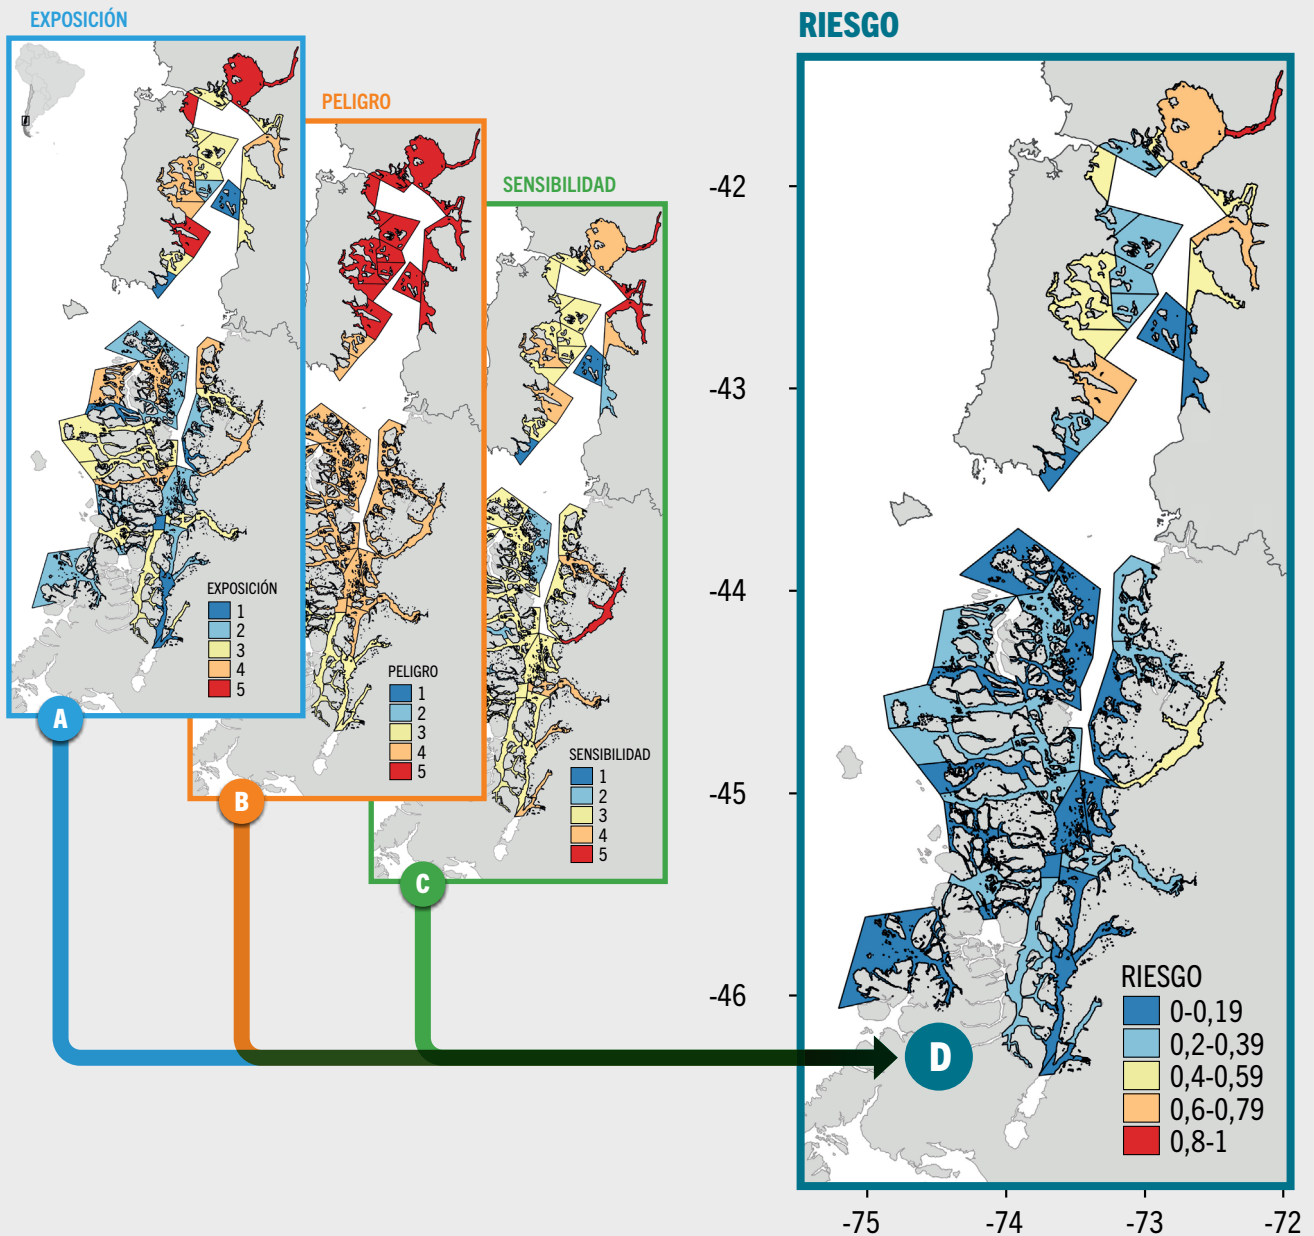 EXPOSICIÓN
EXPOSICIÓN
1
2
3
4
5
A
PELIGRO
PELIGRO
1
2
3
4
5
B
SENSIBILIDAD
SENSIBILIDAD
1
2
3
4
5
C
RIESGO
-42
-43
-44
-45
-46
RIESGO
0-0,19
0,2-0,39
0,4-0,59
0,6-0,79
0,8-1
D
-75 -74 -73 -72